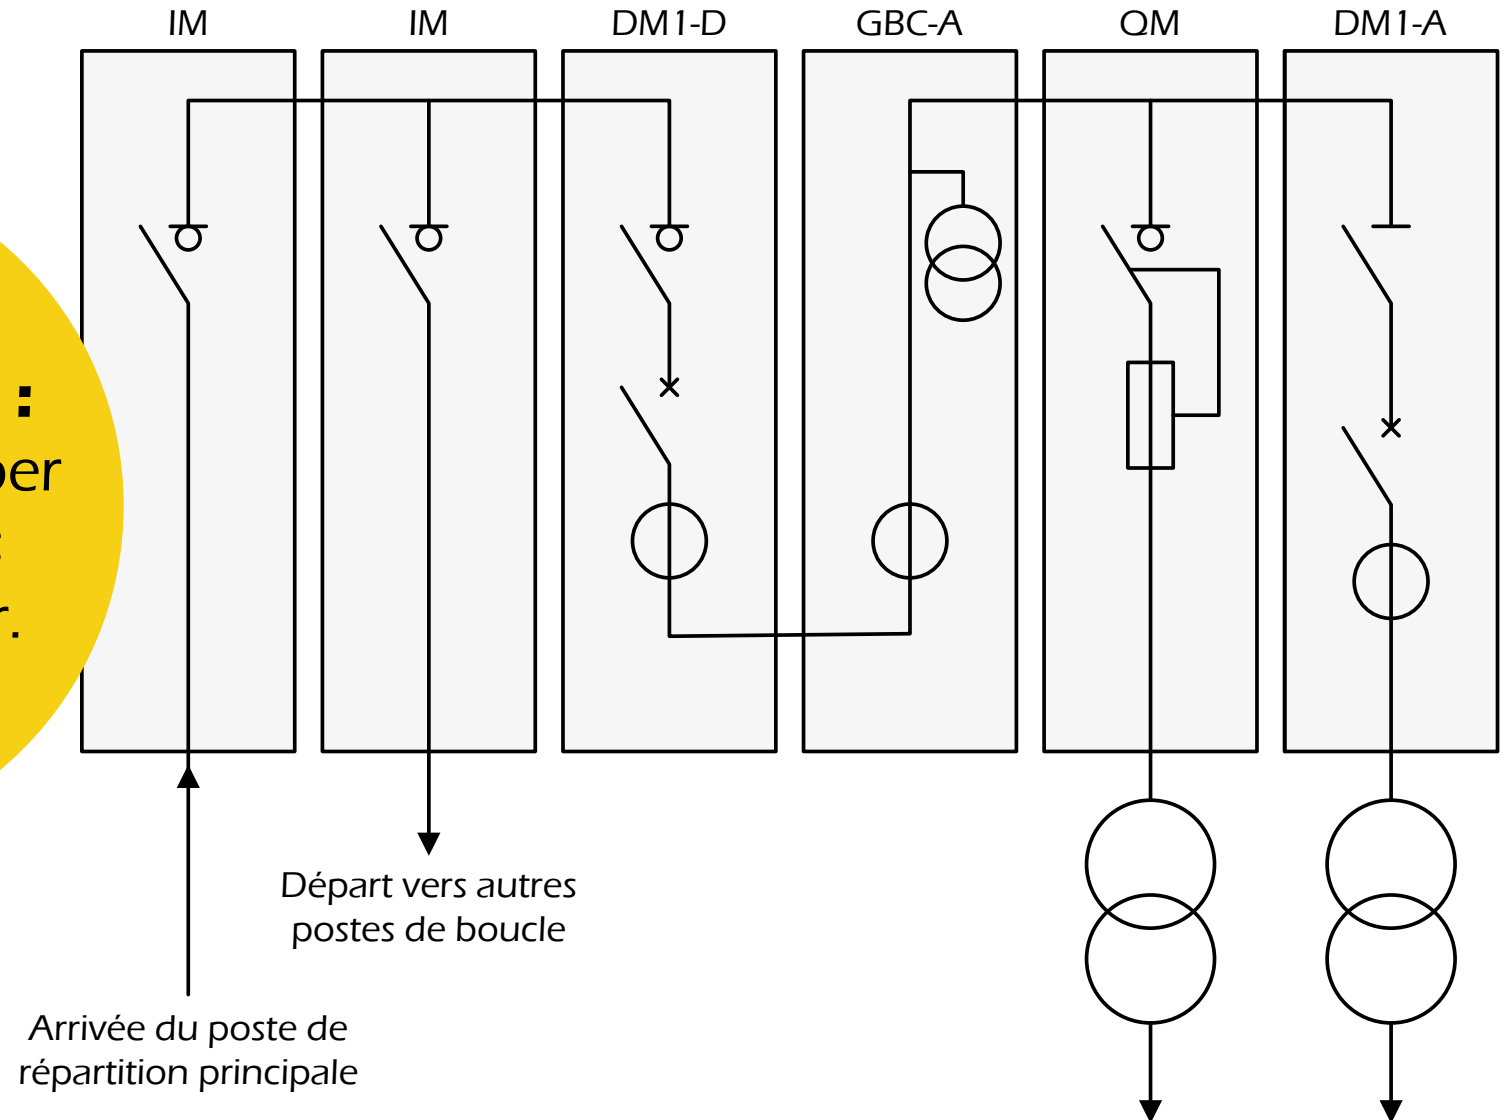 IM
IM
DM1-D
GBC-A
QM
DM1-A
:
r.
Départ vers autres
postes de boucle
Arrivée du poste de
répartition principale